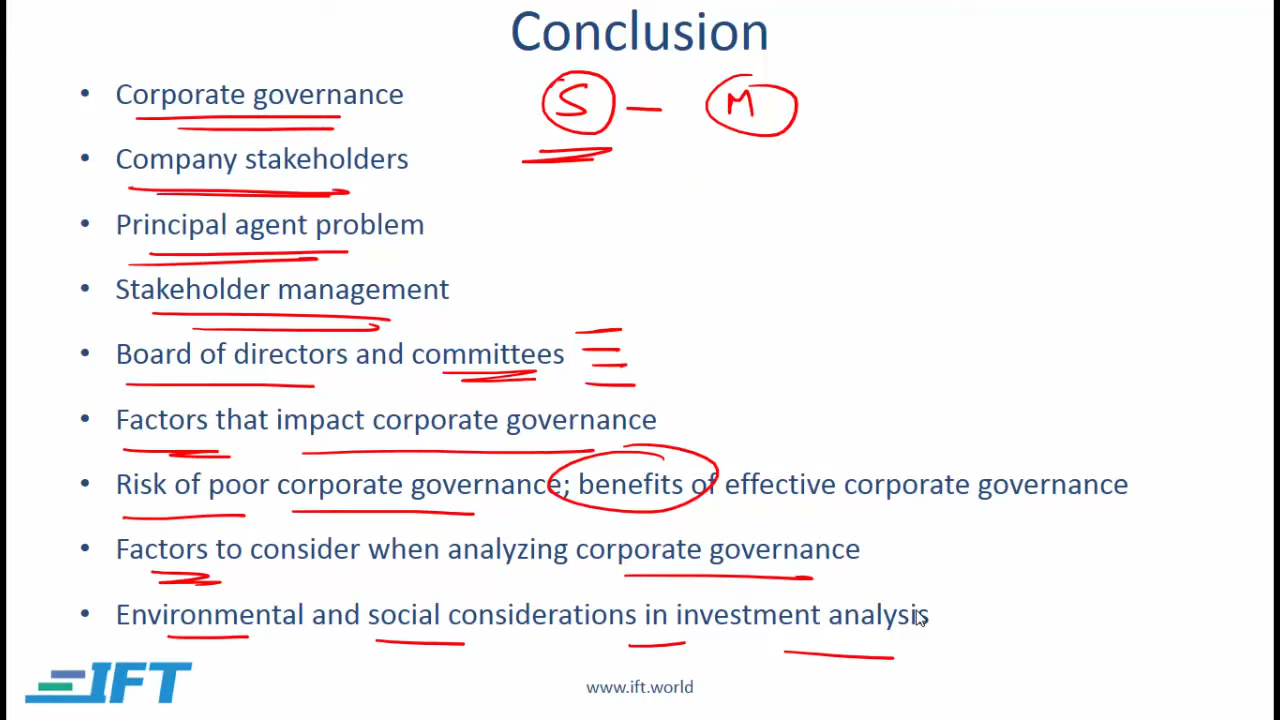 Conclusion
• Corporate governance
S – M
• Company stakeholders
• Principal agent problem
• Stakeholder management
• Board of directors and committees
• Factors that impact corporate governance
• Risk of poor corporate governance; benefits of effective corporate governance
• Factors to consider when analyzing corporate governance
• Environmental and social considerations in investment analysis
IFT
www.ift.world